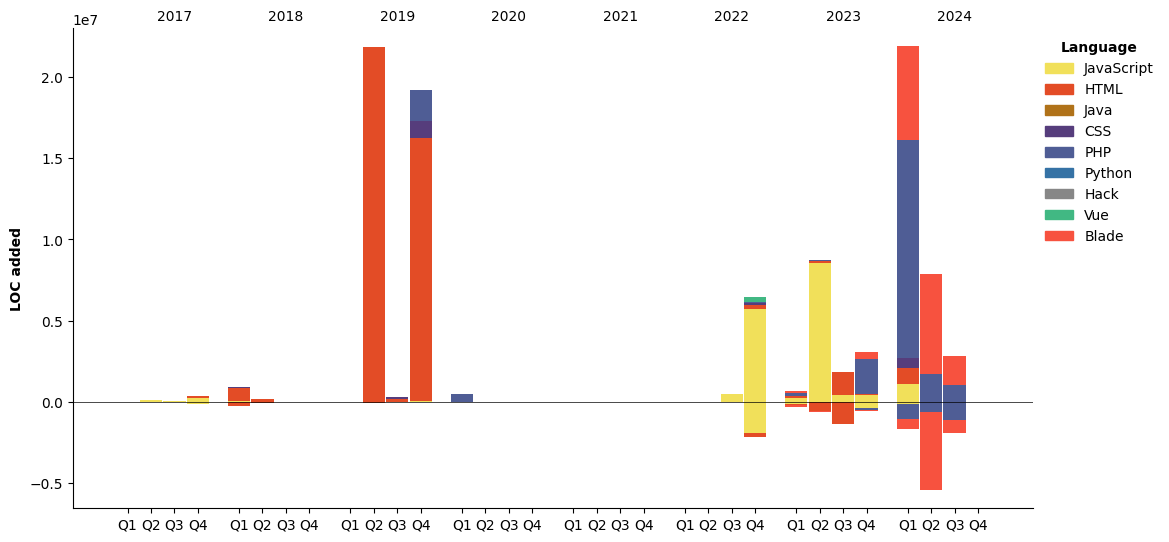 2017 2018 2019 2020 2021 2022 2023 2024
1e7
Language
JavaScript
HTML
Java
CSS
PHP
Python
Hack
Vue
Blade
LOC added
2.0
1.5
1.0
0.5
0.0
−0.5
Q1 Q2 Q3 Q4 Q1 Q2 Q3 Q4 Q1 Q2 Q3 Q4 Q1 Q2 Q3 Q4 Q1 Q2 Q3 Q4 Q1 Q2 Q3 Q4 Q1 Q2 Q3 Q4 Q1 Q2 Q3 Q4